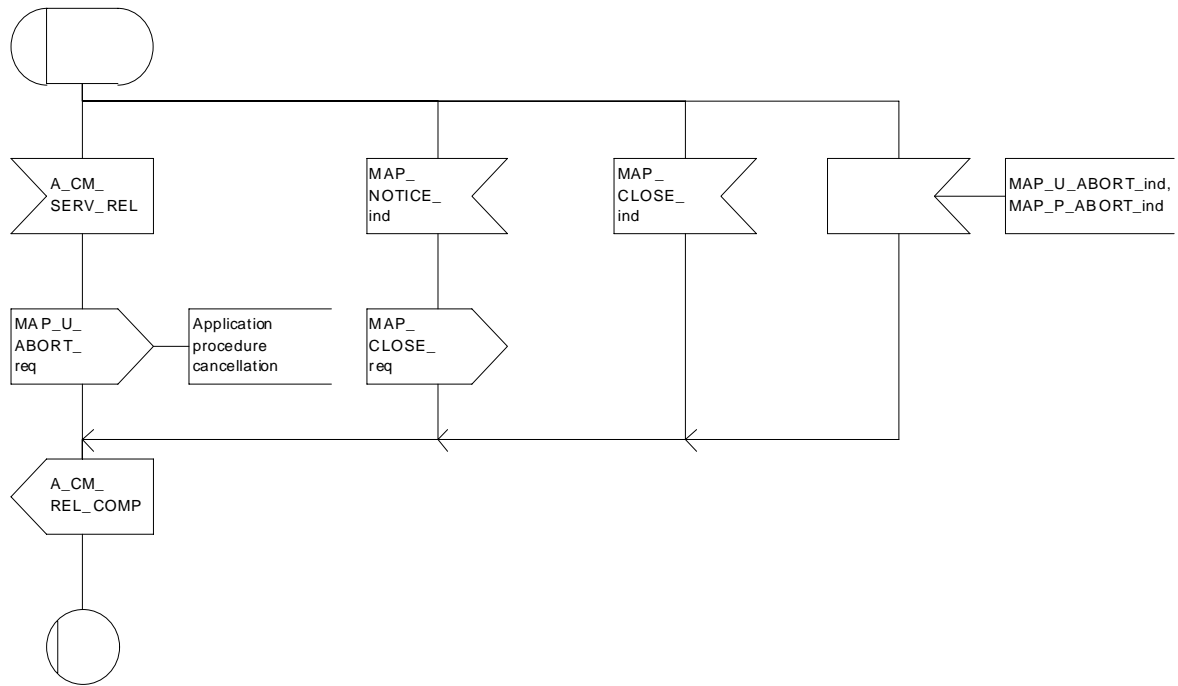 A_CM_
SERV_REL
MAP_
NOTICE_
ind
MAP_
CLOSE_
ind
MAP_U_ABORT_ind,
MAP_P_ABORT_ind
MAP_U_
ABORT_
req
Application
procedure
cancellation
MAP_
CLOSE_
req
A_CM_
REL_COMP